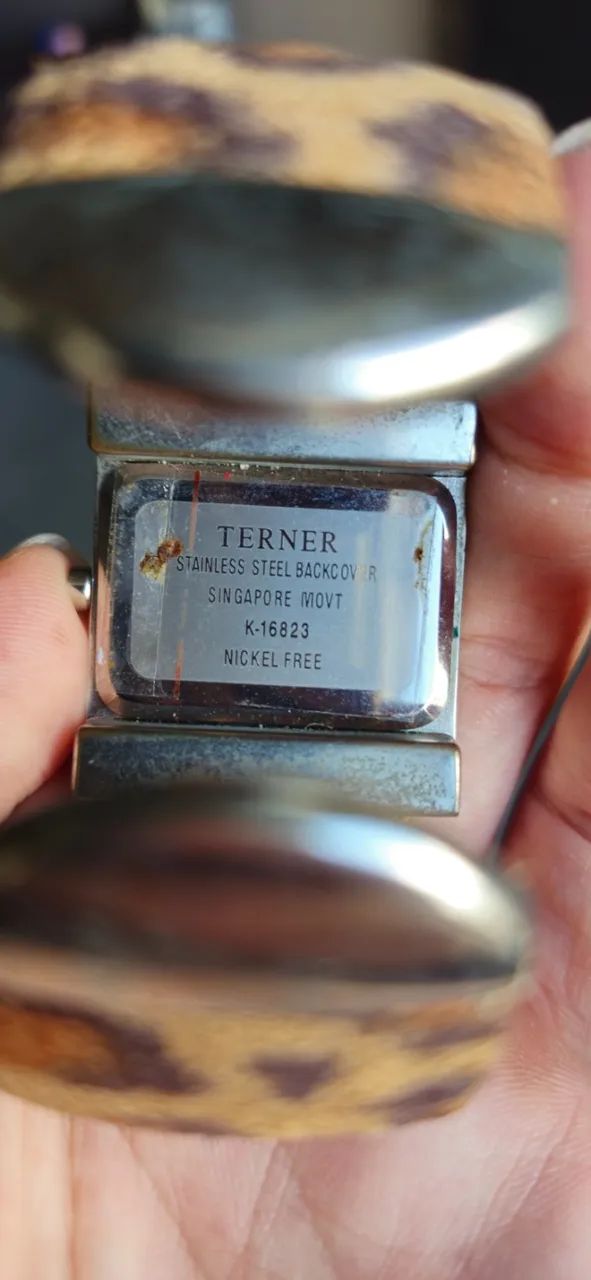 TERNER
STAINLESS STEEL BACKCOVER
SINGAPORE MOVT
K-16823
NICKEL FREE